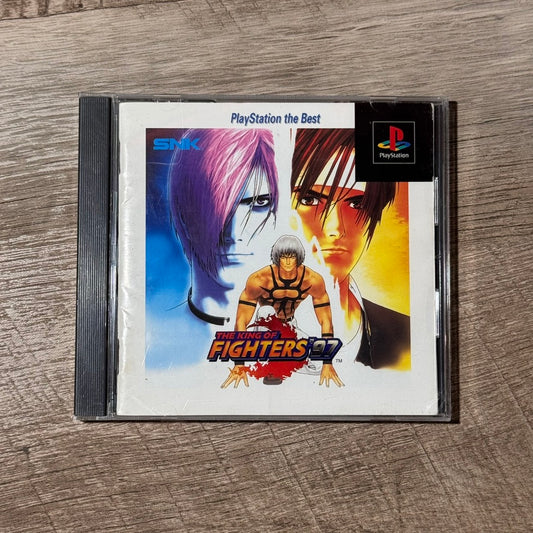 PlayStation the Best
SNK
PlayStation
THE KING OF
FIGHTERS '97
TM